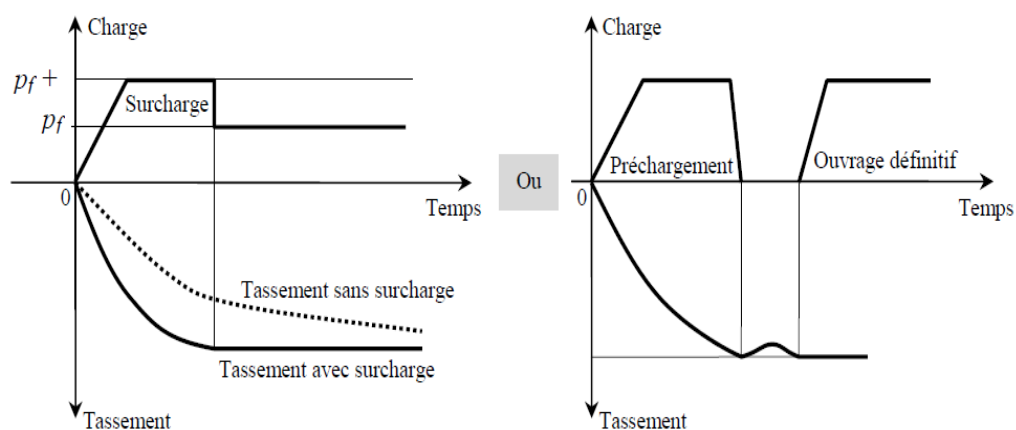 Charge
pf +
Surcharge
pf
0
Temps
Tassement sans surcharge
Tassement avec surcharge
Tassement
Ou
Charge
Préchargement
Ouvrage définitif
0
Temps
Tassement